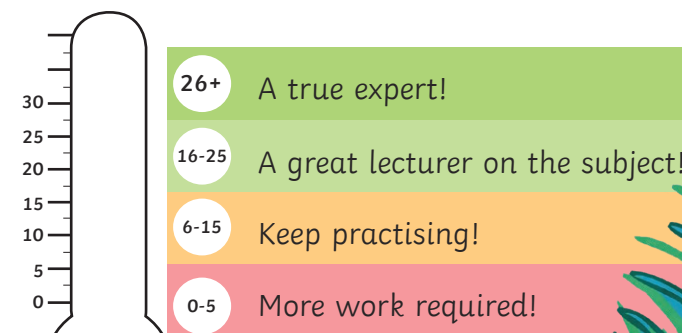 26+ A true expert!
30
25
16-25 A great lecturer on the subject!
20
15
6-15 Keep practising!
10
5
0
0-5 More work required!